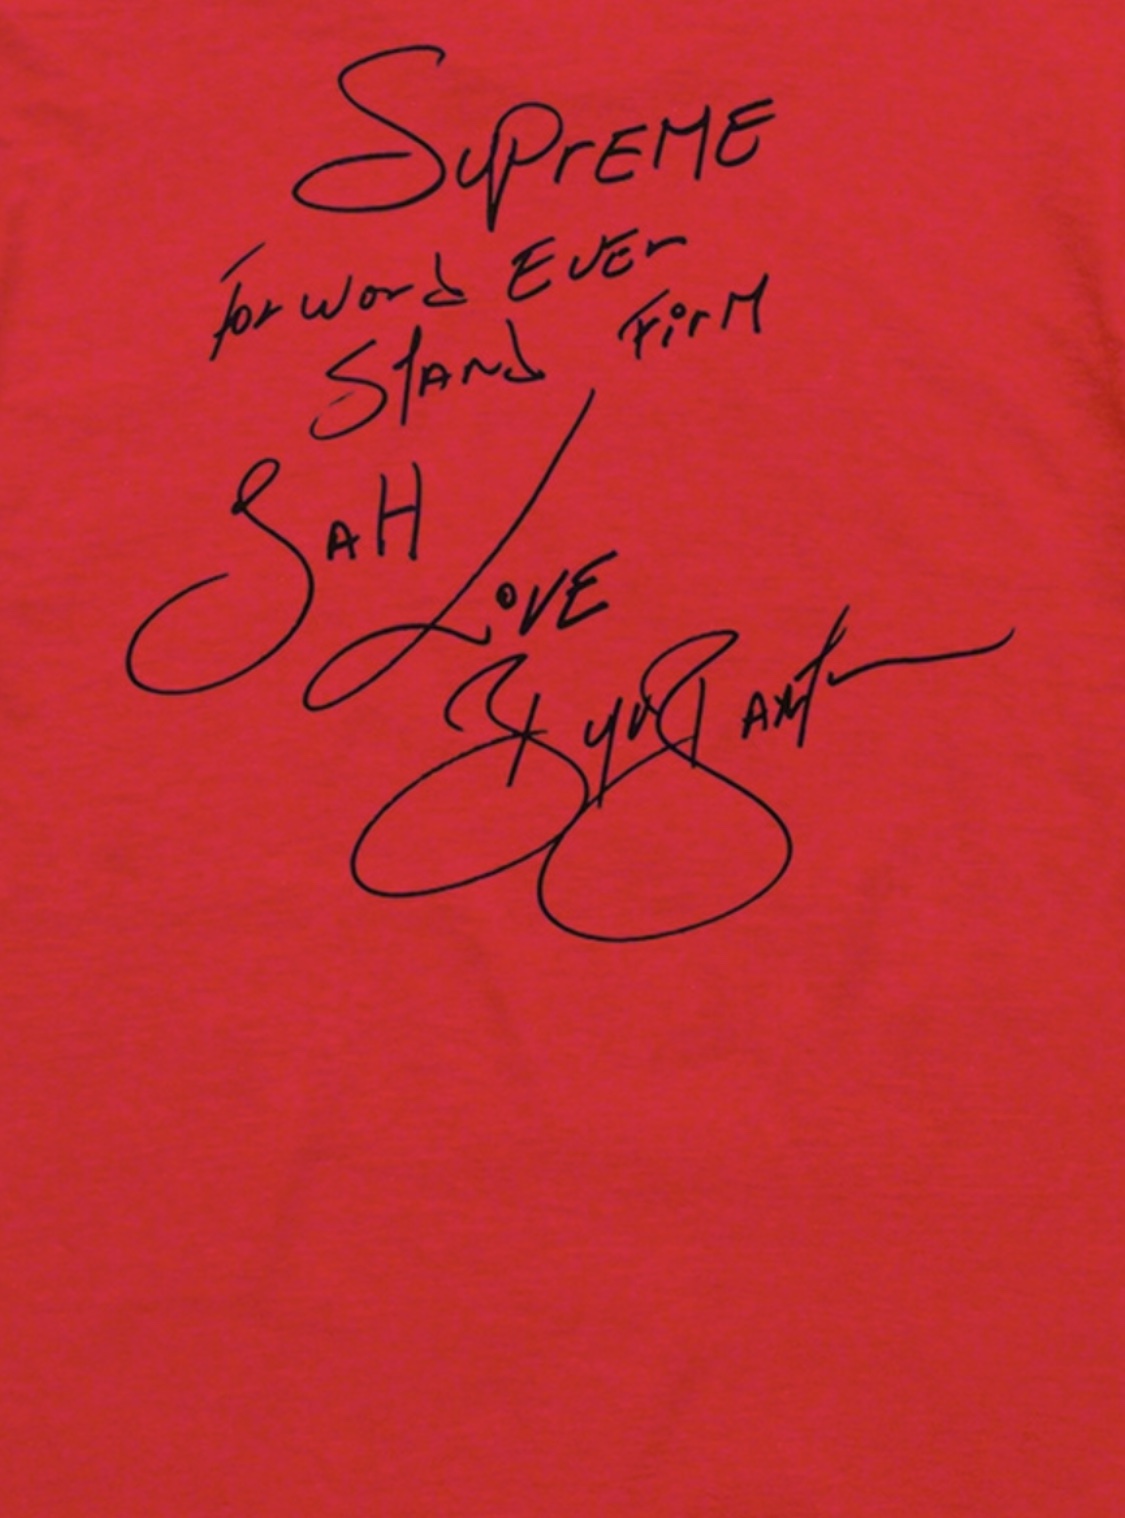 SuPrEME
Forword EVEr
StAnd FirM
SaH
LOVE